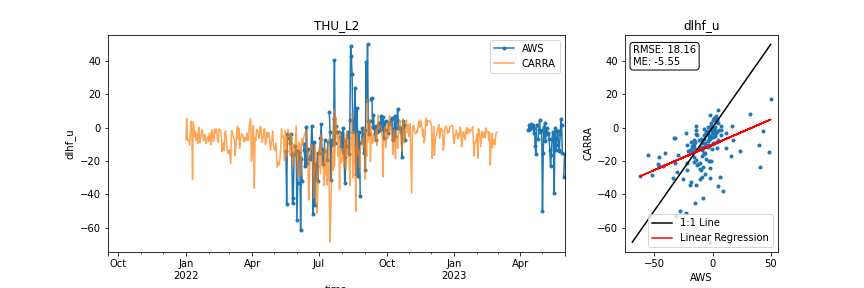 THU_L2
dlhf_u
40
20
0
−20
−40
−60
dlhf_u
AWS
CARRA
Oct
Jan
2022
Apr
Jul
Oct
Jan
2023
Apr
time
RMSE: 18.16
ME: -5.55
40
20
0
−20
−40
−60
CARRA
1:1 Line
Linear Regression
−50
0
50
AWS